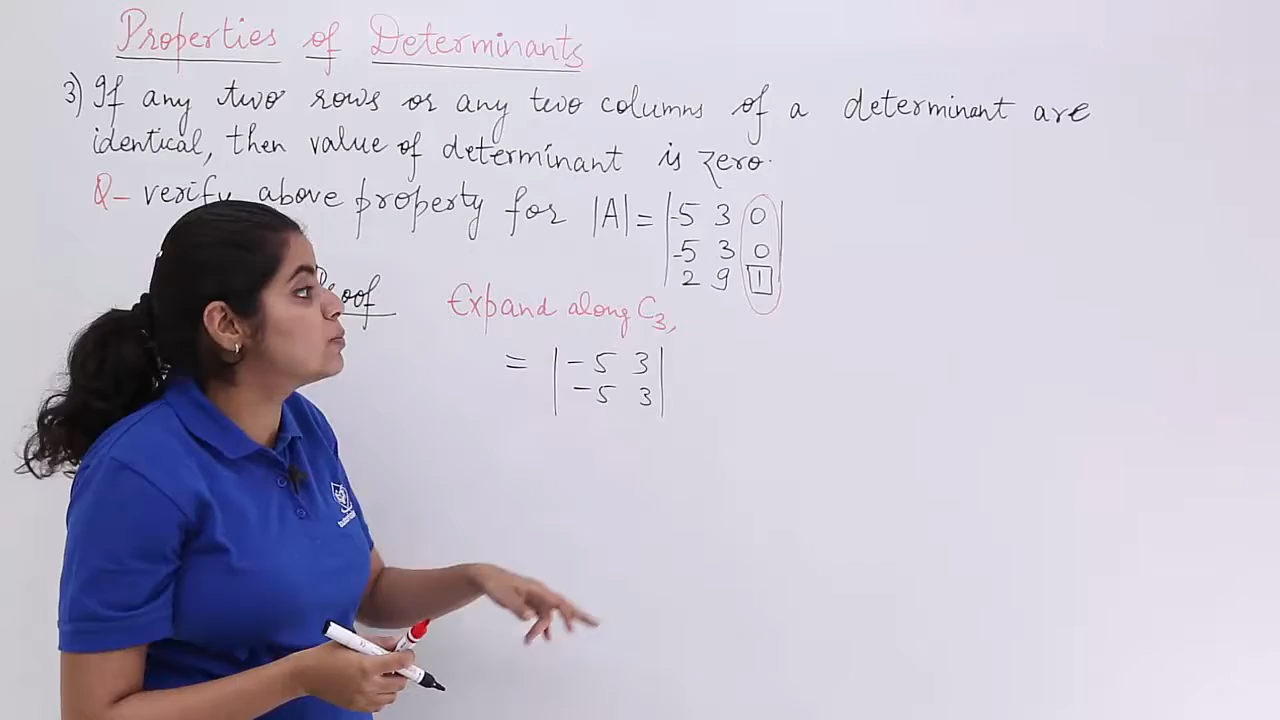 Properties of Determinants
3) If any two rows or any two columns of a determinant are
identical, then value of determinant is zero.
Q- verify above property for |A| = |-5 3 0|
|-5 3 0|
|2 9 1|
Expand along C3,
= |-5 3|
|-5 3|